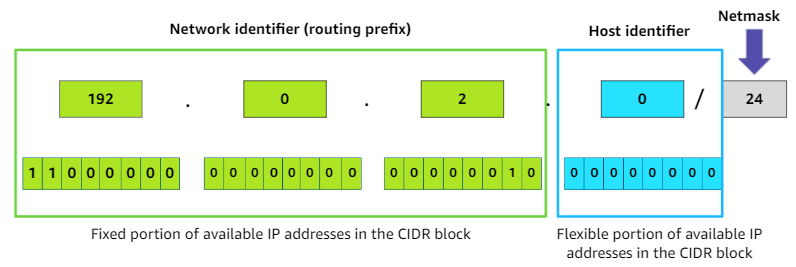 Netmask
Network identifier (routing prefix) Host identifier
192 . 0 . 2 . 0 / 24
1 1 0 0 0 0 0 0 0 0 0 0 0 0 0 0 0 0 0 0 0 0 1 0 0 0 0 0 0 0 0 0
Fixed portion of available IP addresses in the CIDR block
Flexible portion of available IP
addresses in the CIDR block